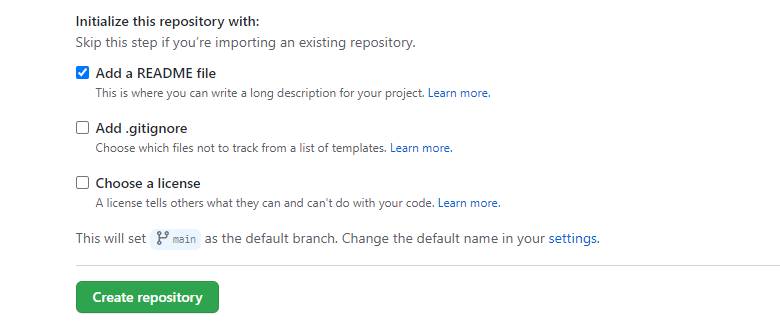 Initialize this repository with:
Skip this step if you're importing an existing repository.
Add a README file
This is where you can write a long description for your project. Learn more.
Add .gitignore
Choose which files not to track from a list of templates. Learn more.
Choose a license
A license tells others what they can and can't do with your code. Learn more.
This will set main as the default branch. Change the default name in your settings.
Create repository